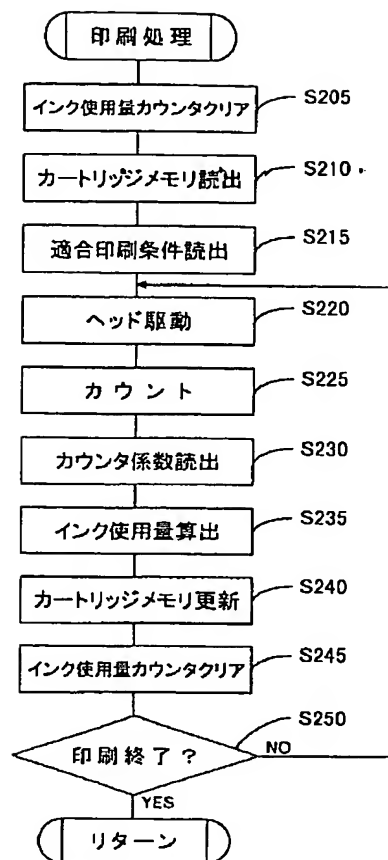 印刷処理
インク使用量カウンタクリア
S205
カートリッジメモリ読出
S210
適合印刷条件読出
S215
ヘッド駆動
S220
カウント
S225
カウンタ係数読出
S230
インク使用量算出
S235
カートリッジメモリ更新
S240
インク使用量カウンタクリア
S245
印刷終了?
S250
NO
YES
リターン